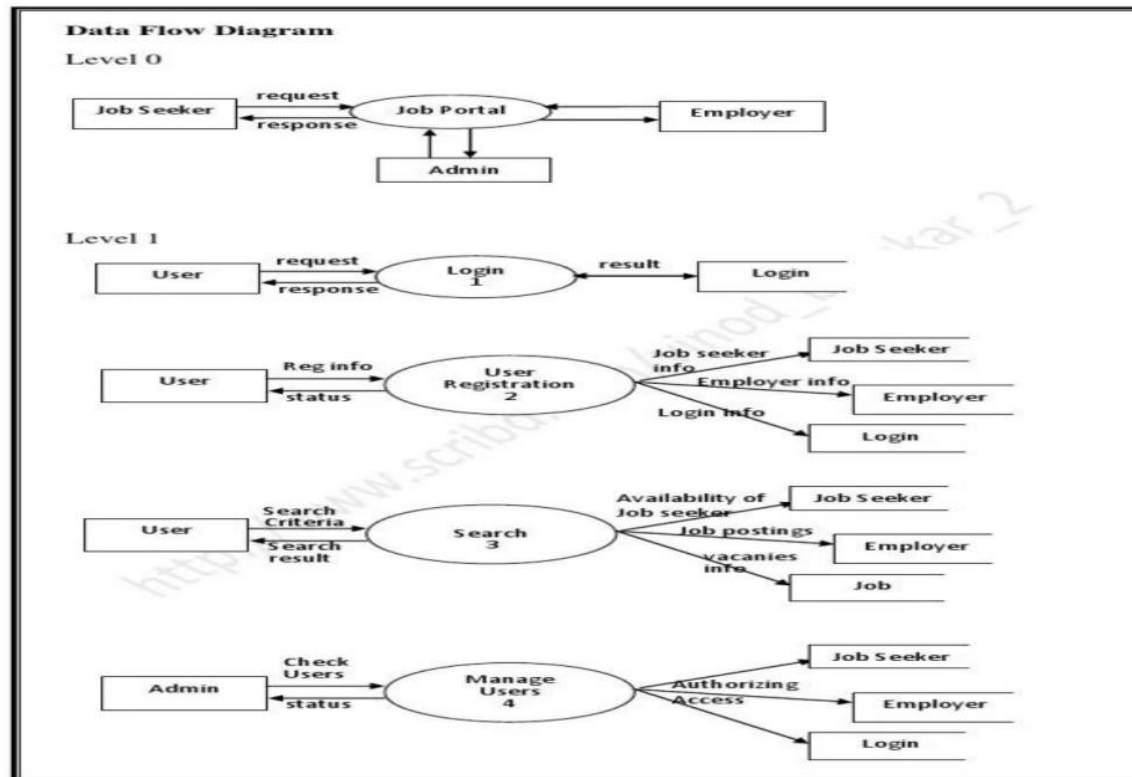 Data Flow Diagram
Level 0
Job Seeker
request
response
Job Portal
Employer
Admin
Level 1
User
request
response
Login
1
result
Login
User
Reg info
status
User
Registration
2
Job seeker
info
Employer info
Login info
Job Seeker
Employer
Login
User
Search
Criteria
Search
result
Search
3
Availability of
Job seeker
Job postings
vacanies
info
Job Seeker
Employer
Job
Admin
Check
Users
status
Manage
Users
4
Authorizing
Access
Job Seeker
Employer
Login